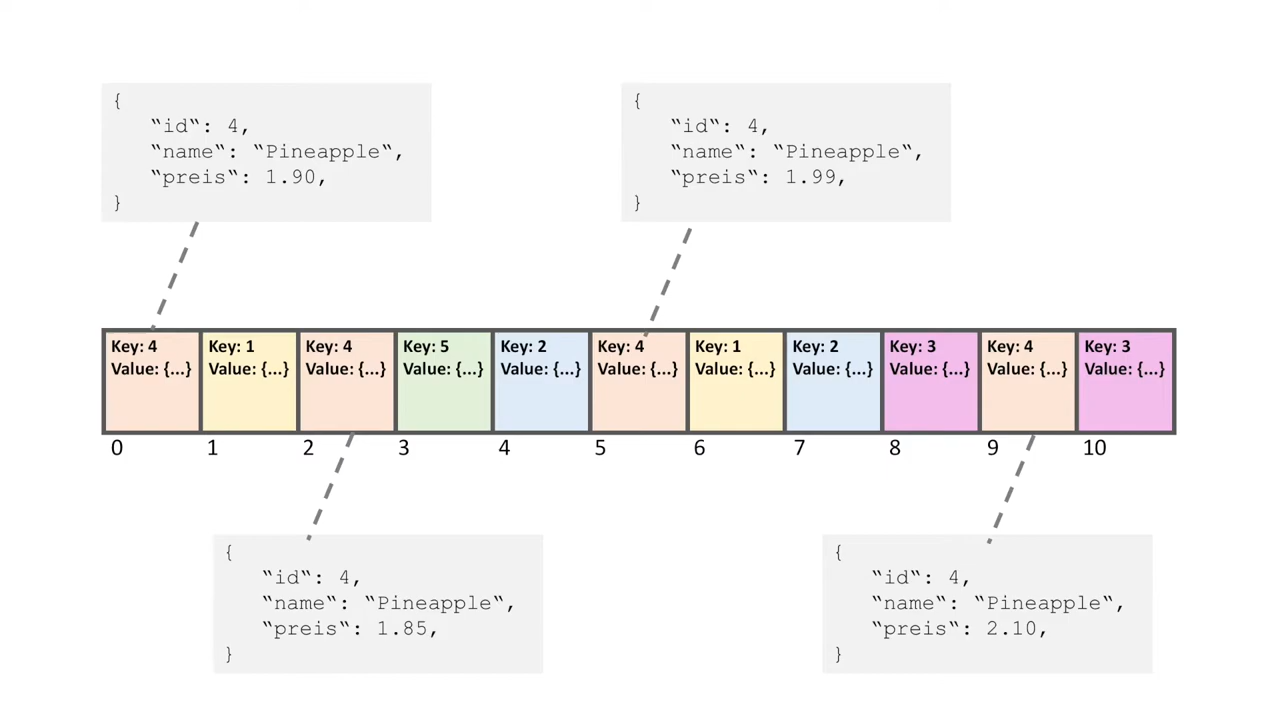 {
“id“: 4,
“name“: “Pineapple“,
“preis“: 1.90,
}
{
“id“: 4,
“name“: “Pineapple“,
“preis“: 1.99,
}
Key: 4
Value: {...}
Key: 1
Value: {...}
Key: 4
Value: {...}
Key: 5
Value: {...}
Key: 2
Value: {...}
Key: 4
Value: {...}
Key: 1
Value: {...}
Key: 2
Value: {...}
Key: 3
Value: {...}
Key: 4
Value: {...}
Key: 3
Value: {...}
0 1 2 3 4 5 6 7 8 9 10
{
“id“: 4,
“name“: “Pineapple“,
“preis“: 1.85,
}
{
“id“: 4,
“name“: “Pineapple“,
“preis“: 2.10,
}